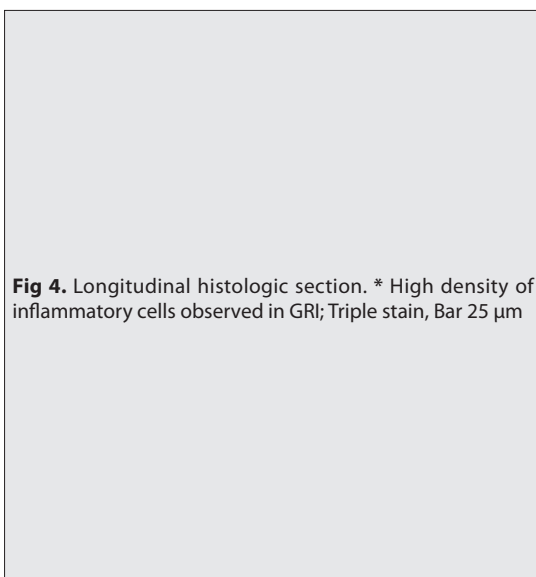 Fig 4. Longitudinal histologic section. * High density of
inflammatory cells observed in GRI; Triple stain, Bar 25 µm